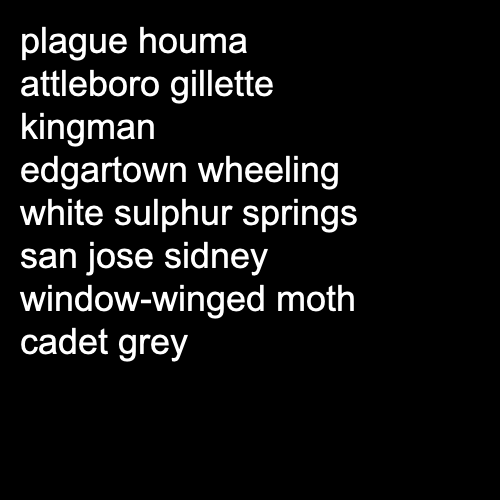 plague houma
attleboro gillette
kingman
edgartown wheeling
white sulphur springs
san jose sidney
window-winged moth
cadet grey